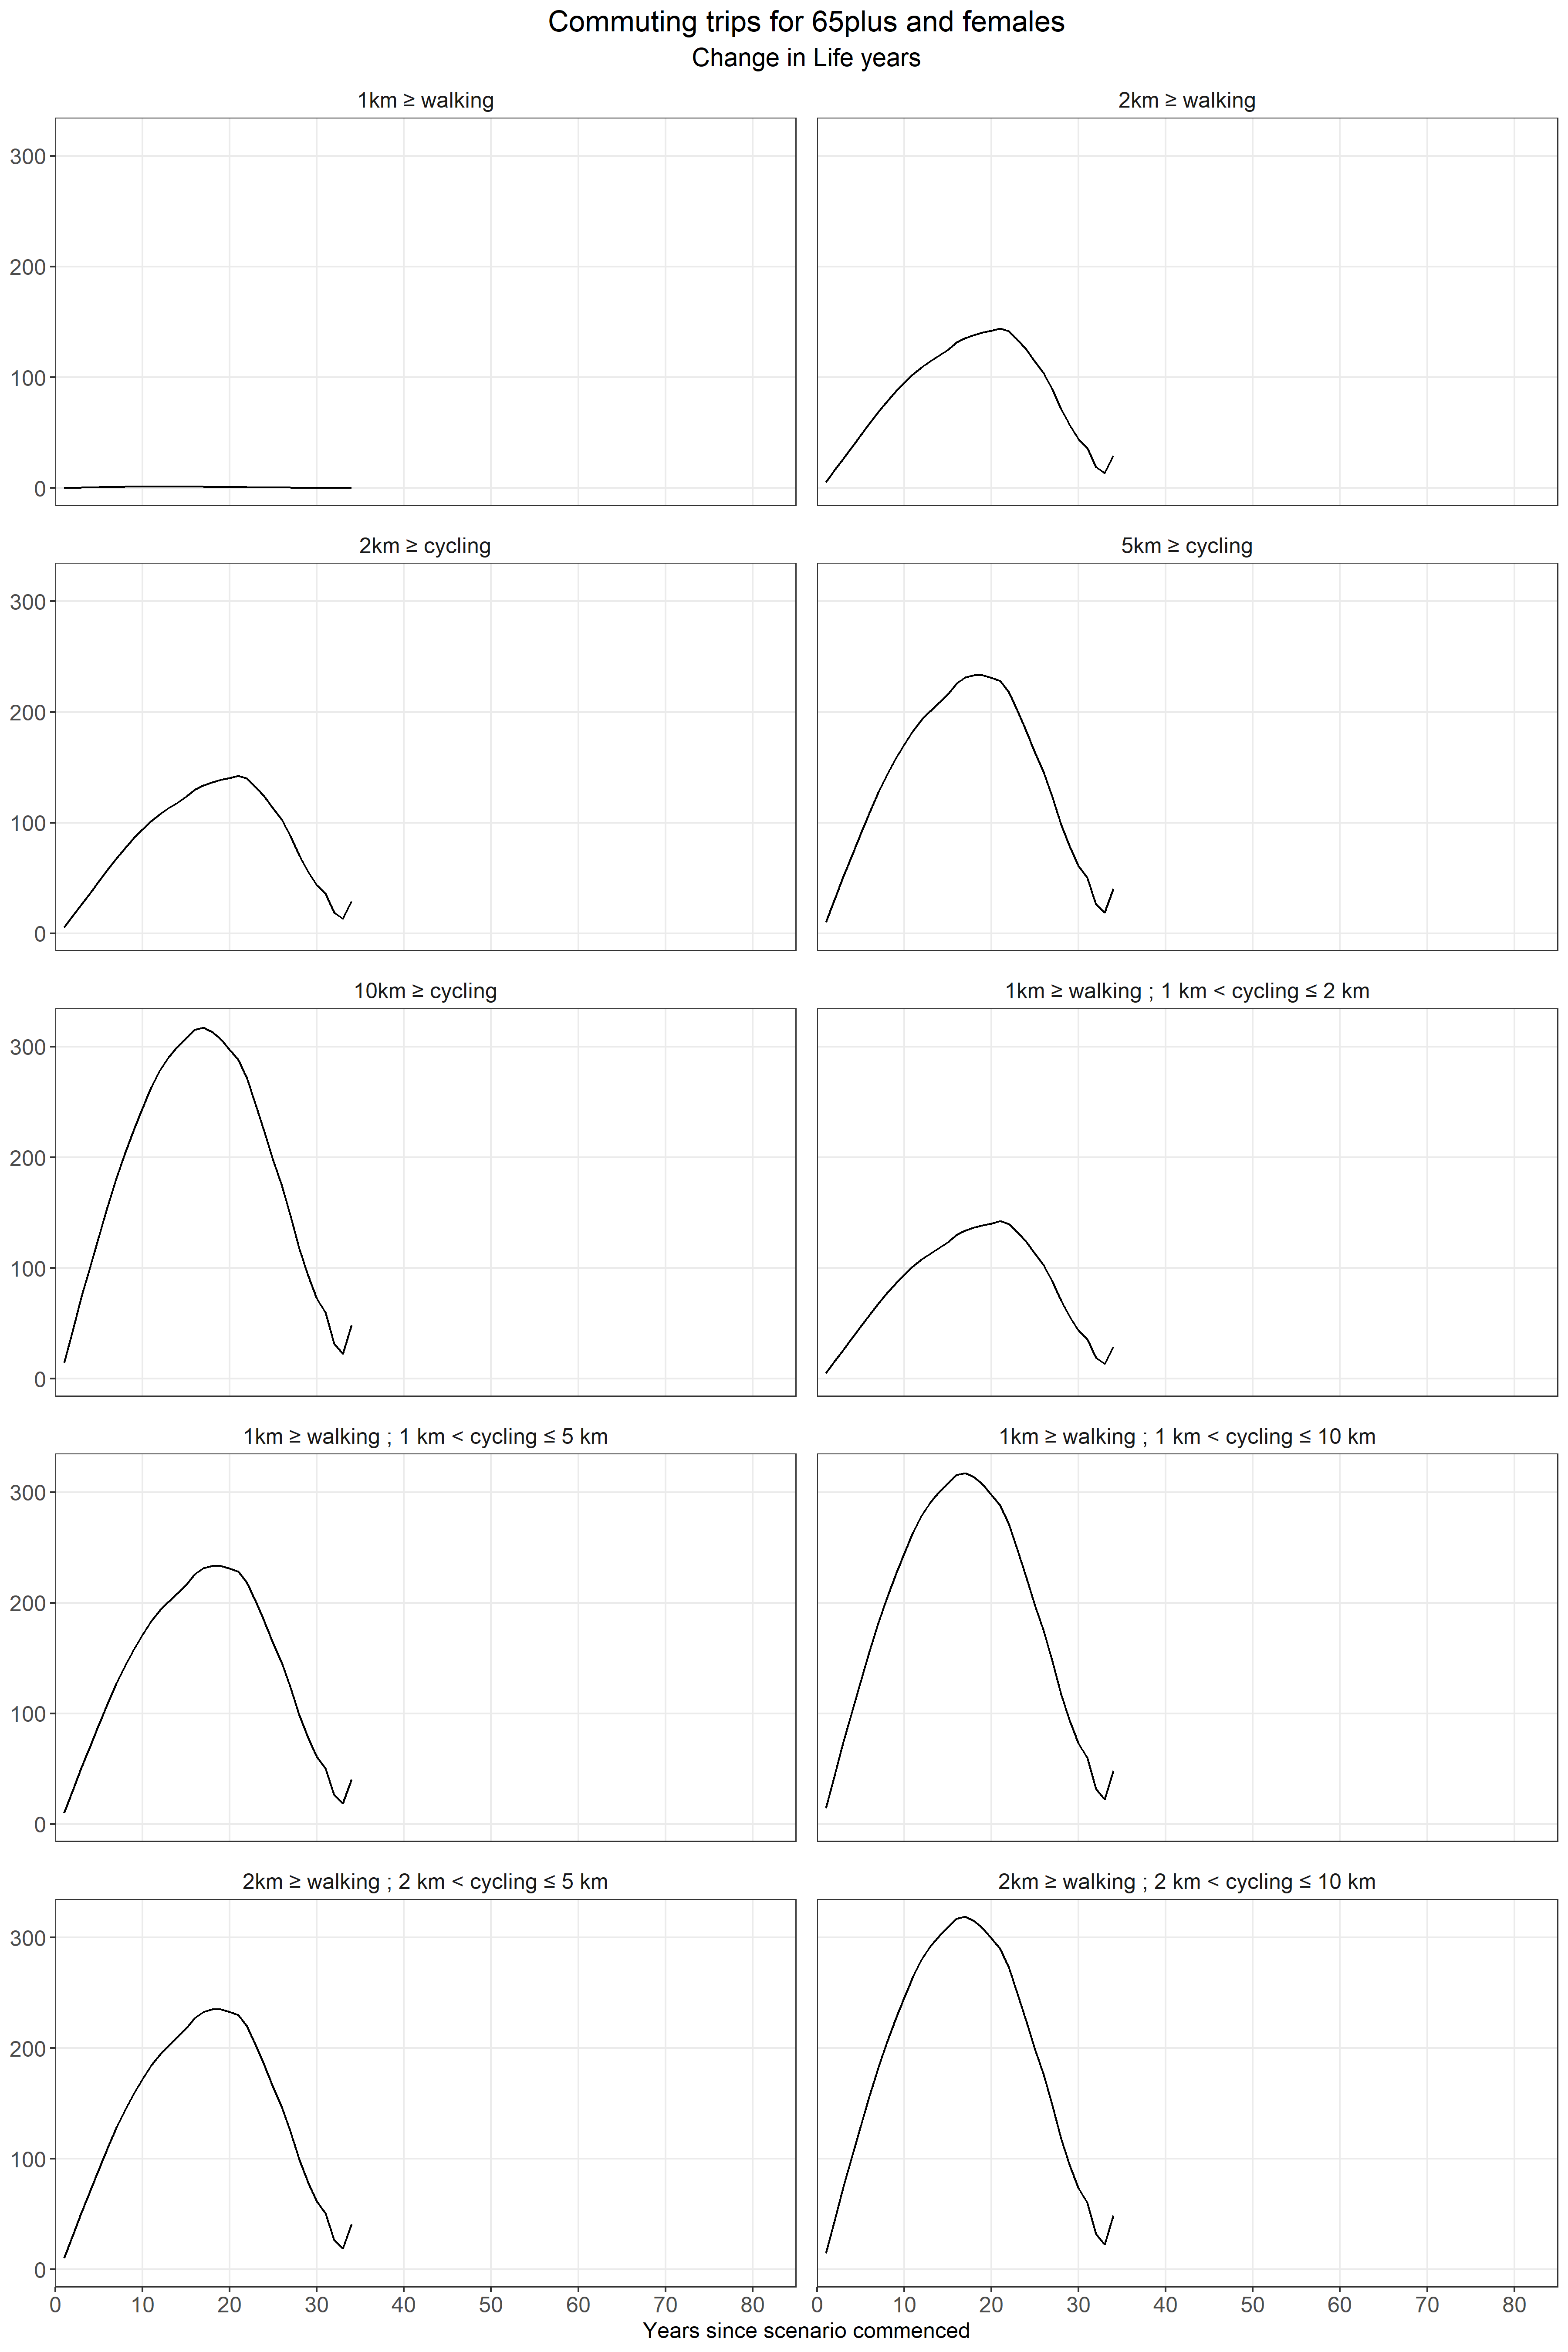 Commuting trips for 65plus and females
Change in Life years
1km ≥ walking
2km ≥ walking
300
200
100
0
2km ≥ cycling
5km ≥ cycling
300
200
100
0
10km ≥ cycling
1km ≥ walking ; 1 km < cycling ≤ 2 km
300
200
100
0
1km ≥ walking ; 1 km < cycling ≤ 5 km
1km ≥ walking ; 1 km < cycling ≤ 10 km
300
200
100
0
2km ≥ walking ; 2 km < cycling ≤ 5 km
2km ≥ walking ; 2 km < cycling ≤ 10 km
300
200
100
0
0 10 20 30 40 50 60 70 80
0 10 20 30 40 50 60 70 80
Years since scenario commenced